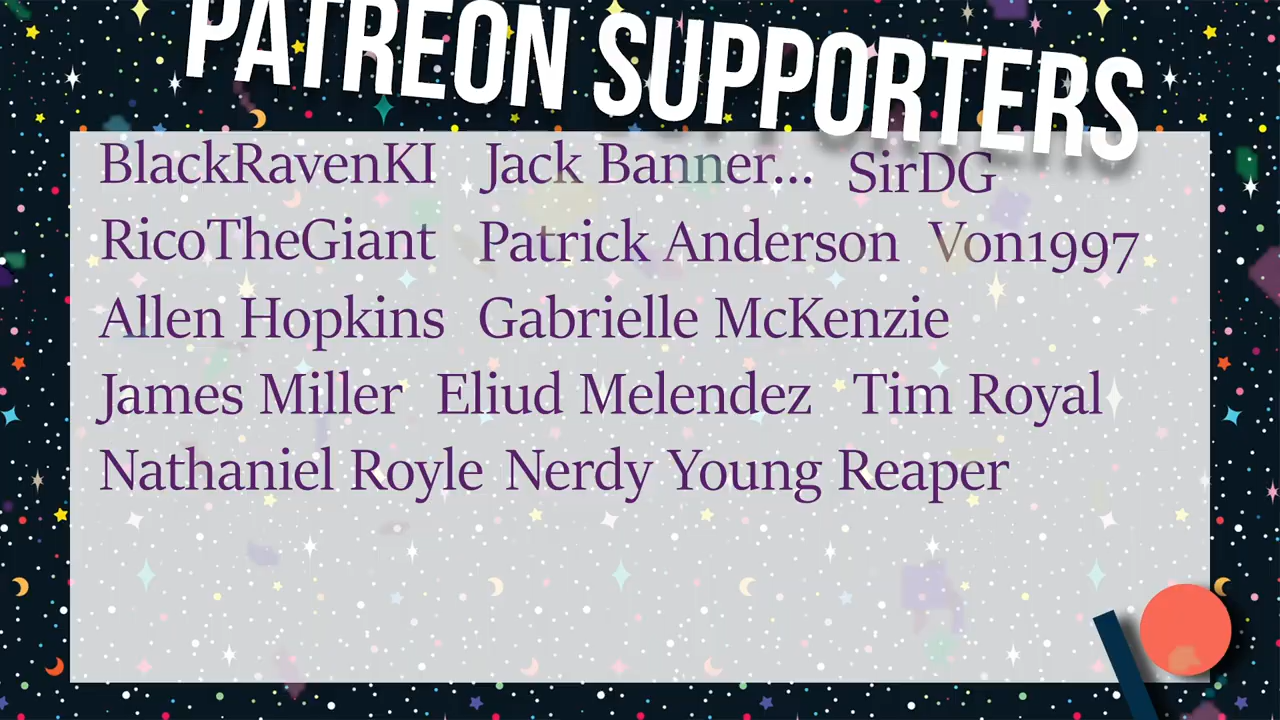 PATREON SUPPORTERS
BlackRavenKI Jack Banner... SirDG
RicoTheGiant Patrick Anderson Von1997
Allen Hopkins Gabrielle McKenzie
James Miller Eliud Melendez Tim Royal
Nathaniel Royle Nerdy Young Reaper